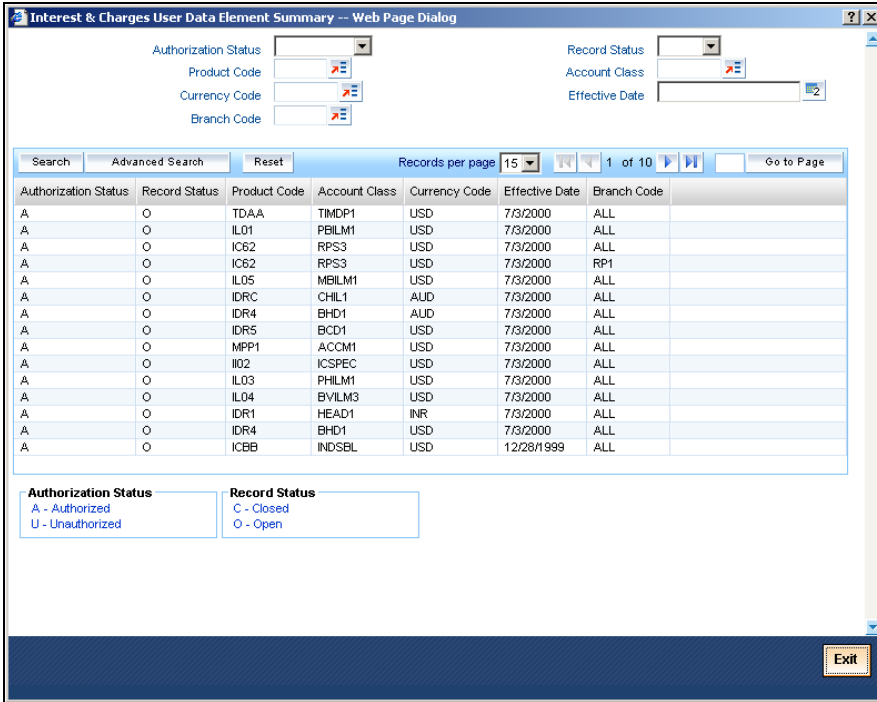 Interest & Charges User Data Element Summary -- Web Page Dialog
Authorization Status Record Status
Product Code Account Class
Currency Code Effective Date 2
Branch Code
Search Advanced Search Reset Records per page 15 1 of 10 Go to Page
Authorization Status Record Status Product Code Account Class Currency Code Effective Date Branch Code
A O TDAA TIMDP1 USD 7/3/2000 ALL
A O IL01 PBILM1 USD 7/3/2000 ALL
A O IC62 RPS3 USD 7/3/2000 ALL
A O IC62 RPS3 USD 7/3/2000 RP1
A O IL05 MBILM1 USD 7/3/2000 ALL
A O IDRC CHIL1 AUD 7/3/2000 ALL
A O IDR4 BHD1 AUD 7/3/2000 ALL
A O IDR5 BCD1 USD 7/3/2000 ALL
A O MPP1 ACCM1 USD 7/3/2000 ALL
A O II02 ICSPEC USD 7/3/2000 ALL
A O IL03 PHILM1 USD 7/3/2000 ALL
A O IL04 BVILM3 USD 7/3/2000 ALL
A O IDR1 HEAD1 INR 7/3/2000 ALL
A O IDR4 BHD1 USD 7/3/2000 ALL
A O ICBB INDSBL USD 12/28/1999 ALL
Authorization Status Record Status
A - Authorized C - Closed
U - Unauthorized O - Open
Exit